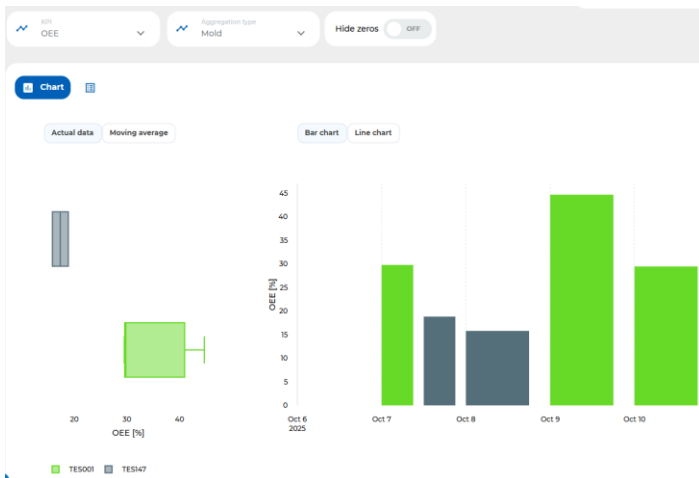 KPI
OEE
Aggregation type
Mold
Hide zeros OFF
Chart
Actual data Moving average
Bar chart Line chart
45
40
35
30
25
20
15
10
5
0
OEE [%]
Oct 6
2025
Oct 7
Oct 8
Oct 9
Oct 10
20 30 40
OEE [%]
TES001 TES147